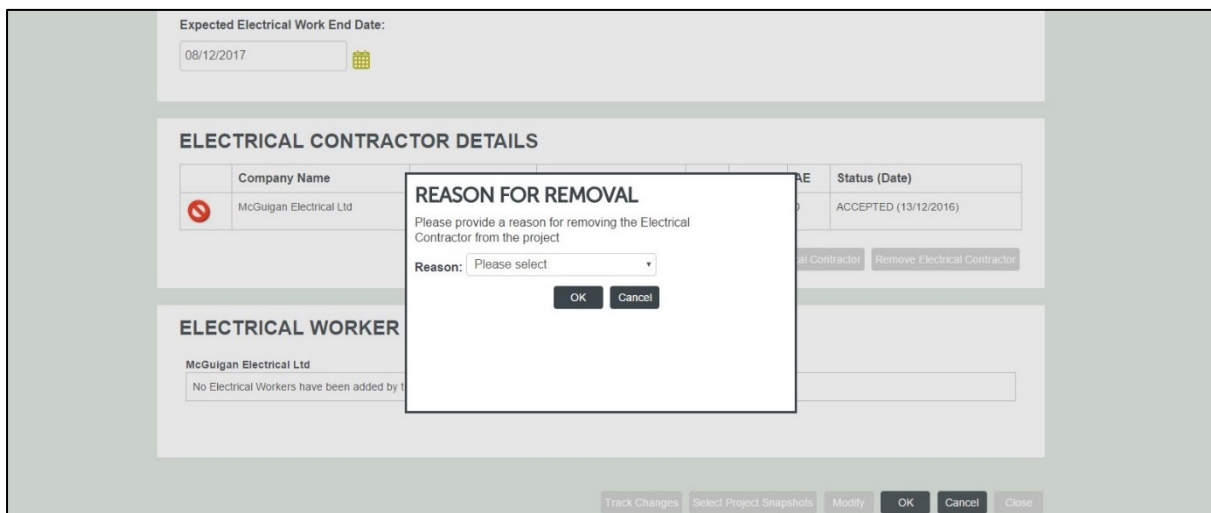 Expected Electrical Work End Date:
08/12/2017
ELECTRICAL CONTRACTOR DETAILS
Company Name
AE
Status (Date)
McGuigan Electrical Ltd
ACCEPTED (13/12/2016)
REASON FOR REMOVAL
Please provide a reason for removing the Electrical
Contractor from the project
Reason: Please select
OK Cancel
al Contractor
Remove Electrical Contractor
ELECTRICAL WORKER
McGuigan Electrical Ltd
No Electrical Workers have been added by t
Track Changes Select Project Snapshots Modify OK Cancel Close